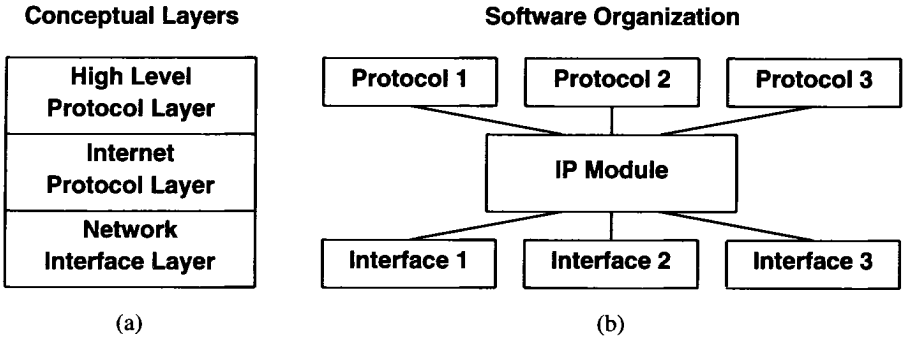 Conceptual Layers
High Level
Protocol Layer
Internet
Protocol Layer
Network
Interface Layer
(a)
Software Organization
Protocol 1
Protocol 2
Protocol 3
IP Module
Interface 1
Interface 2
Interface 3
(b)